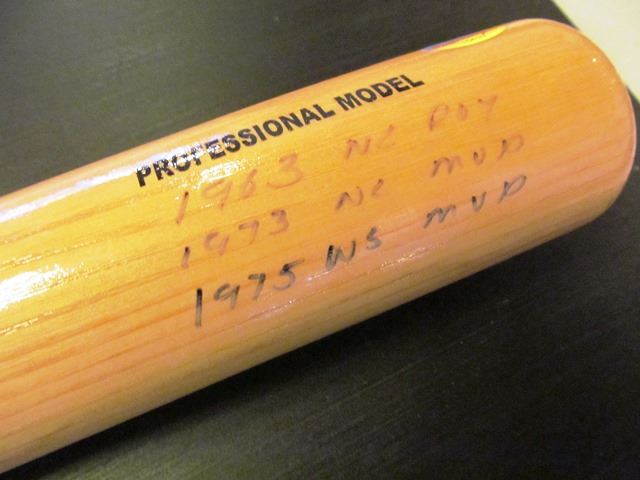 PROFESSIONAL MODEL
1963 NL ROY
1973 NL MVP
1975 WS MVP